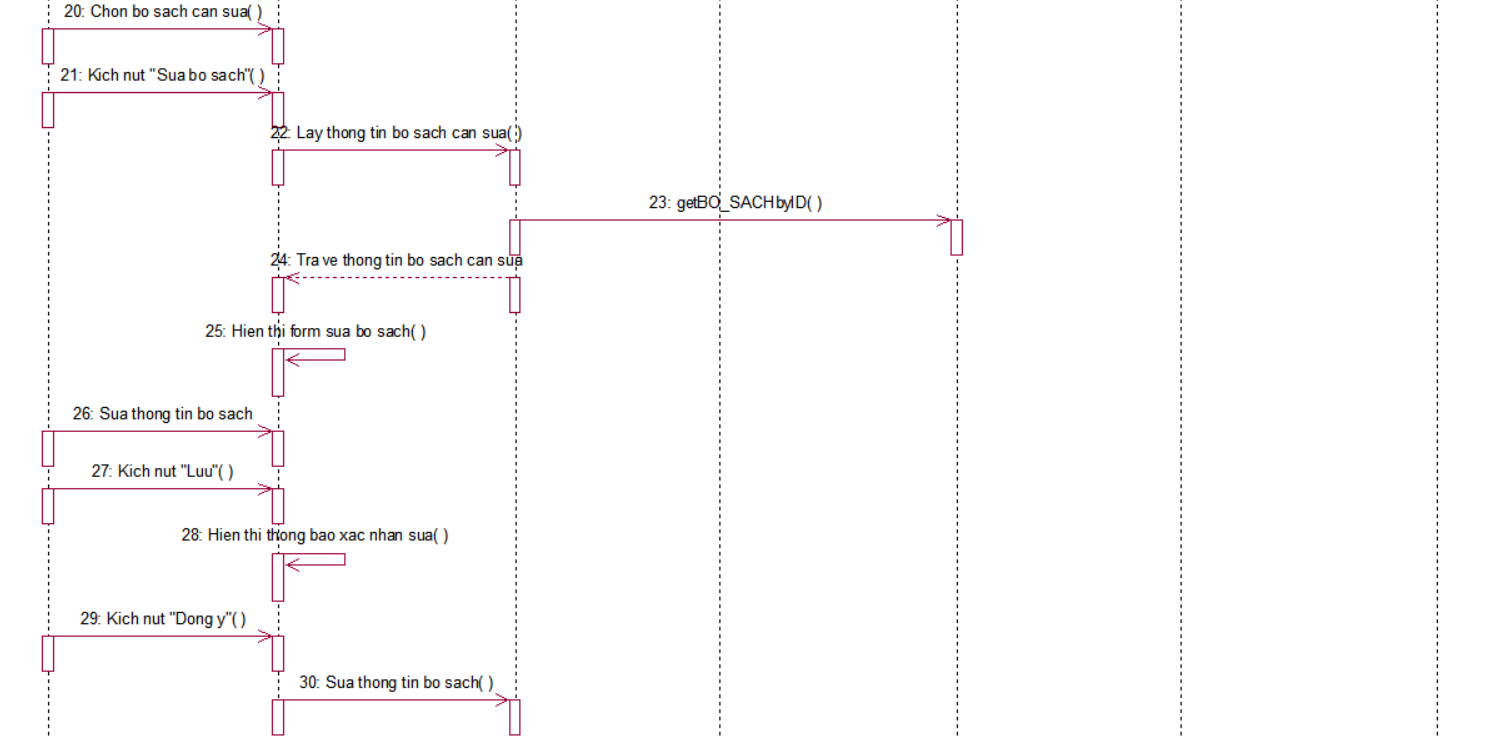 20: Chon bo sach can sua( )
21: Kich nut "Sua bo sach"( )
22: Lay thong tin bo sach can sua( )
23: getBO_SACHbyID( )
24: Tra ve thong tin bo sach can sua
25: Hien thi form sua bo sach( )
26: Sua thong tin bo sach
27: Kich nut "Luu"( )
28: Hien thi thong bao xac nhan sua( )
29: Kich nut "Dong y"( )
30: Sua thong tin bo sach( )